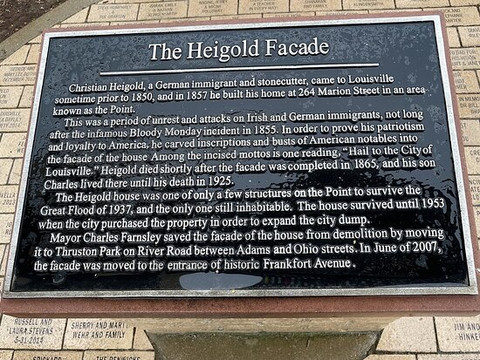 The Heigold Facade
Christian Heigold, a German immigrant and stonecutter, came to Louisville
sometime prior to 1850, and in 1857 he built his home at 264 Marion Street in an area
known as the Point.
This was a period of unrest and attacks on Irish and German immigrants, not long
after the infamous Bloody Monday incident in 1855. In order to prove his patriotism
and loyalty to America, he carved inscriptions and busts of American notables into
the facade of the house Among the incised mottos is one reading, "Hail to the City of
Louisville." Heigold died shortly after the facade was completed in 1865, and his son
Charles lived there until his death in 1925.
The Heigold house was one of only a few structures on the Point to survive the
Great Flood of 1937, and the only one still inhabitable. The house survived until 1953
when the city purchased the property in order to expand the city dump.
Mayor Charles Farnsley saved the facade of the house from demolition by moving
it to Thruston Park on River Road between Adams and Ohio streets. In June of 2007,
the facade was moved to the entrance of historic Frankfort Avenue.
RUSSELL AND
LAURA STEVENS
5-31-2014
SHERRY AND MARY
WEHR AND FAMILY
JIM AND